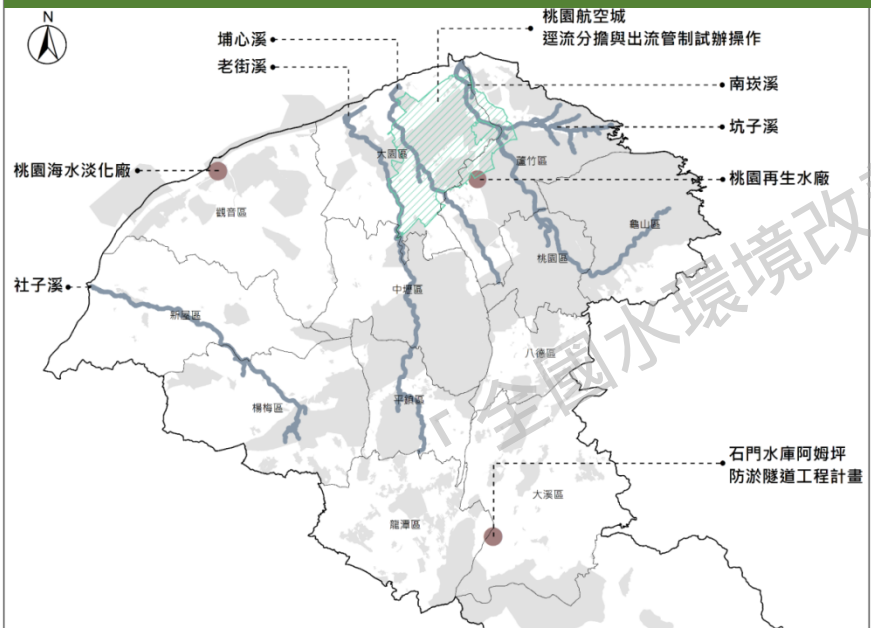 N
桃園航空城
逕流分擔與出流管制試辦操作
埔心溪
老街溪
南崁溪
坑子溪
桃園海水淡化廠
大園區
蘆竹區
桃園再生水廠
觀音區
龜山區
桃園區
社子溪
中壢區
新屋區
八德區
楊梅區
平鎮區
石門水庫阿姆坪
防淤隧道工程計畫
大溪區
龍潭區
「全國水環境改